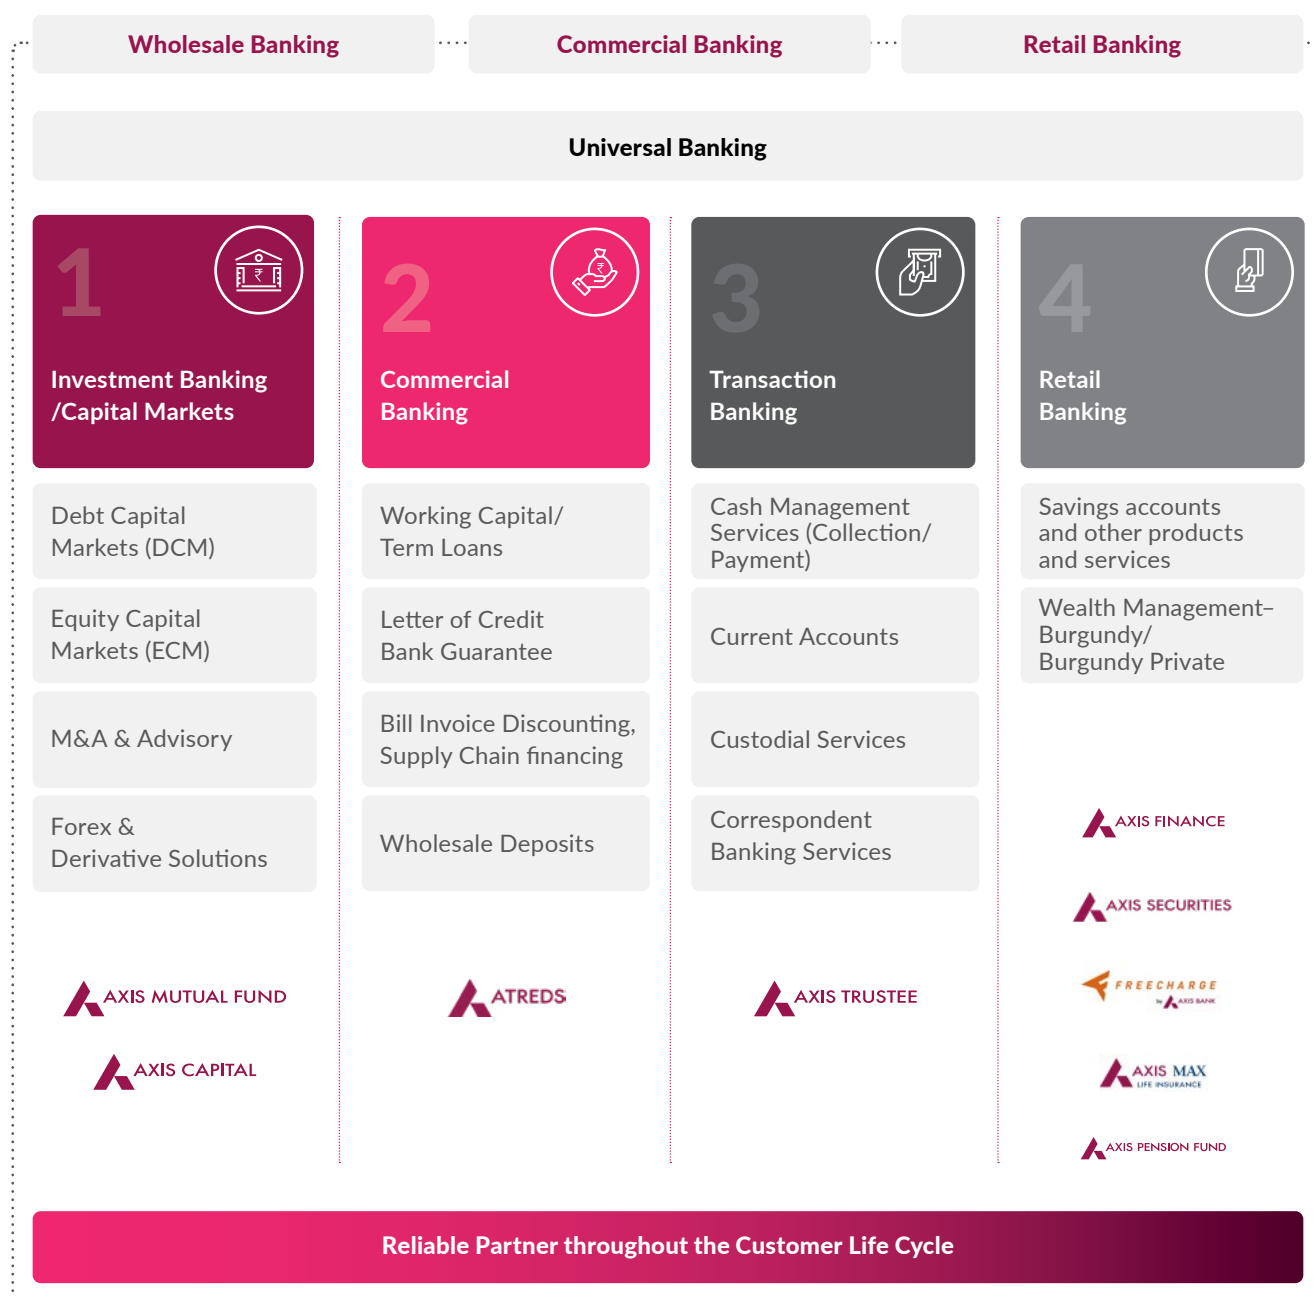 Wholesale Banking
Commercial Banking
Retail Banking
Universal Banking
1
Investment Banking
/Capital Markets
Debt Capital
Markets (DCM)
Equity Capital
Markets (ECM)
M&A & Advisory
Forex &
Derivative Solutions
AXIS MUTUAL FUND
AXIS CAPITAL
2
Commercial
Banking
Working Capital/
Term Loans
Letter of Credit
Bank Guarantee
Bill Invoice Discounting,
Supply Chain financing
Wholesale Deposits
ATREDS
3
Transaction
Banking
Cash Management
Services (Collection/
Payment)
Current Accounts
Custodial Services
Correspondent
Banking Services
AXIS TRUSTEE
4
Retail
Banking
Savings accounts
and other products
and services
Wealth Management–
Burgundy/
Burgundy Private
AXIS FINANCE
AXIS SECURITIES
FREECHARGE
by AXIS BANK
AXIS MAX
LIFE INSURANCE
AXIS PENSION FUND
Reliable Partner throughout the Customer Life Cycle